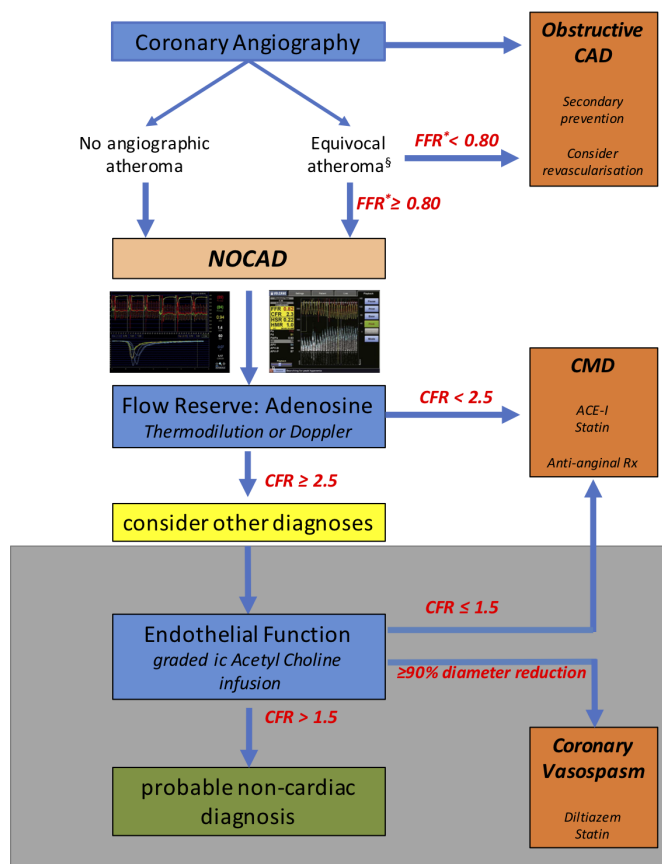 Coronary Angiography
Obstructive
CAD
Secondary
prevention
Consider
revascularisation
No angiographic
atheroma
Equivocal
atheroma§
FFR*< 0.80
FFR*≥ 0.80
NOCAD
Flow Reserve: Adenosine
Thermodilution or Doppler
CFR < 2.5
CMD
ACE-I
Statin
Anti-anginal Rx
CFR ≥ 2.5
consider other diagnoses
Endothelial Function
graded ic Acetyl Choline
infusion
CFR ≤ 1.5
≥90% diameter reduction
CFR > 1.5
probable non-cardiac
diagnosis
Coronary
Vasospasm
Diltiazem
Statin